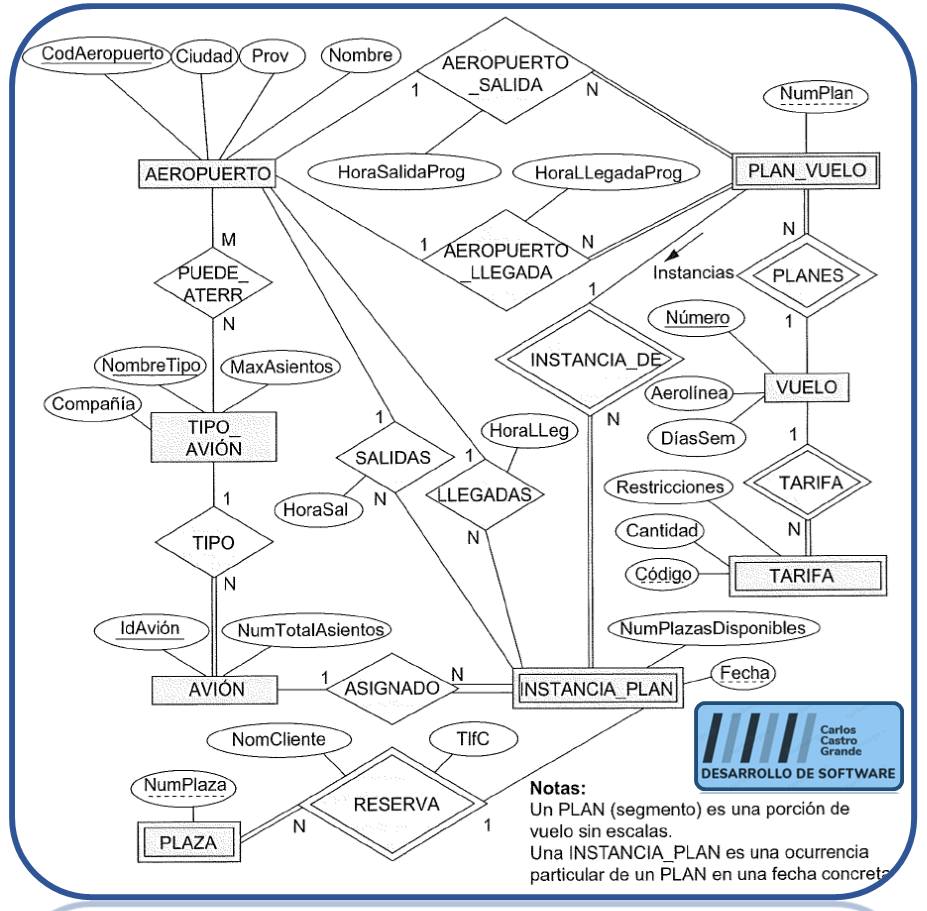 CodAeropuerto
Ciudad
Prov
Nombre
AEROPUERTO
_SALIDA
1
N
NumPlan
HoraSalidaProg
HoraLLegadaProg
AEROPUERTO
PLAN_VUELO
M
1
AEROPUERTO
_LLEGADA
N
N
PUEDE_
ATERR
Instancias
PLANES
N
1
1
Número
NombreTipo
MaxAsientos
INSTANCIA_DE
VUELO
Compañía
Aerolínea
TIPO_
AVIÓN
1
HoraLLeg
N
DíasSem
1
SALIDAS
1
1
N
LLEGADAS
Restricciones
TARIFA
HoraSal
TIPO
N
Cantidad
N
N
Código
TARIFA
IdAvión
NumTotalAsientos
NumPlazasDisponibles
Fecha
AVIÓN
1
ASIGNADO
N
INSTANCIA_PLAN
NomCliente
TlfC
Carlos
Castro
Grande
DESARROLLO DE SOFTWARE
NumPlaza
RESERVA
N
1
PLAZA
Notas:
Un PLAN (segmento) es una porción de
vuelo sin escalas.
Una INSTANCIA_PLAN es una ocurrencia
particular de un PLAN en una fecha concreta